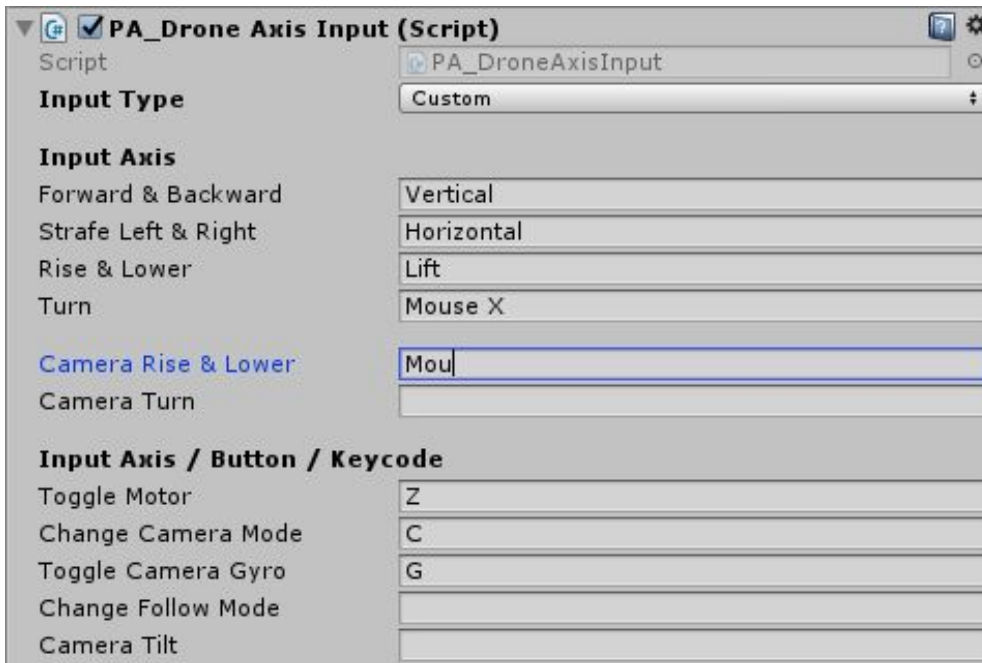 PA_Drone Axis Input (Script)
Script PA_DroneAxisInput
Input Type Custom
Input Axis
Forward & Backward Vertical
Strafe Left & Right Horizontal
Rise & Lower Lift
Turn Mouse X
Camera Rise & Lower Mou
Camera Turn
Input Axis / Button / Keycode
Toggle Motor Z
Change Camera Mode C
Toggle Camera Gyro G
Change Follow Mode
Camera Tilt